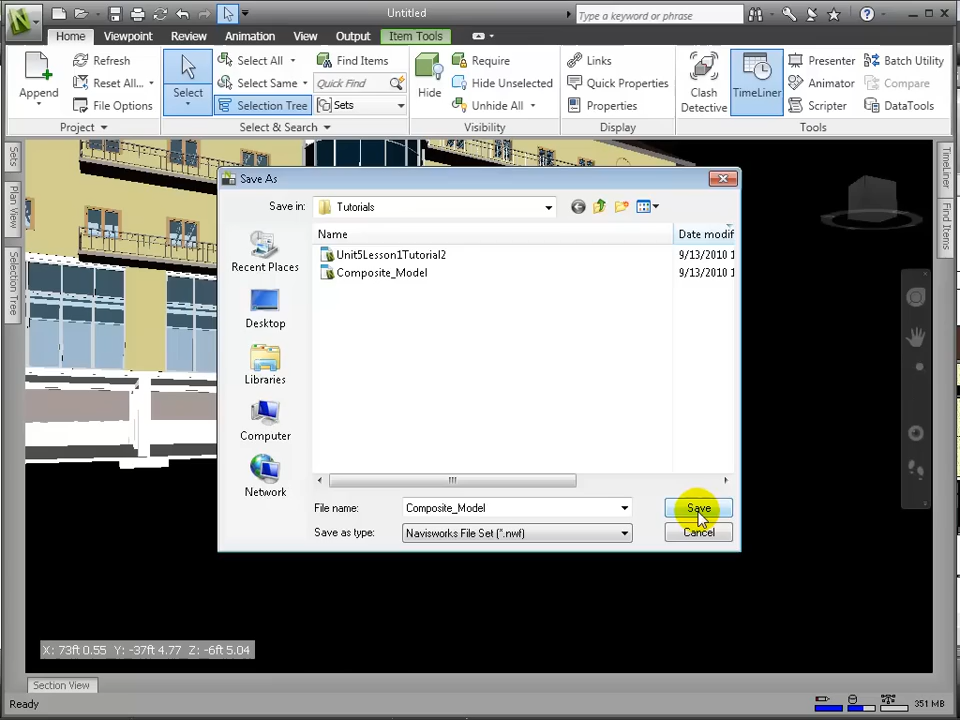 Untitled
Type a keyword or phrase
Home Viewpoint Review Animation View Output Item Tools
Append
Refresh
Reset All...
File Options
Project
Select
Select All
Select Same
Selection Tree
Find Items
Quick Find
Sets
Select & Search
Hide
Require
Hide Unselected
Unhide All
Visibility
Links
Quick Properties
Properties
Display
Clash
Detective
TimeLiner
Presenter
Animator
Scripter
Batch Utility
Compare
DataTools
Tools
Sets
Plan View
Selection Tree
TimeLiner
Find Items
Save As
Save in: Tutorials
Name Date modif
Unit5Lesson1Tutorial2 9/13/2010 1
Composite_Model 9/13/2010 1
Recent Places
Desktop
Libraries
Computer
Network
File name: Composite_Model Save
Save as type: Navisworks File Set (*.nwf) Cancel
X: 73ft 0.55 Y: -37ft 4.77 Z: -6ft 5.04
Section View
Ready
351 MB